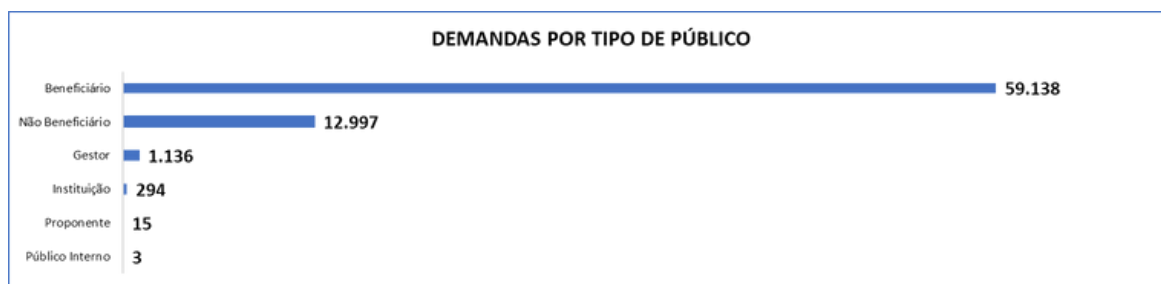 DEMANDAS POR TIPO DE PÚBLICO
Beneficiário 59.138
Não Beneficiário 12.997
Gestor 1.136
Instituição 294
Proponente 15
Público Interno 3